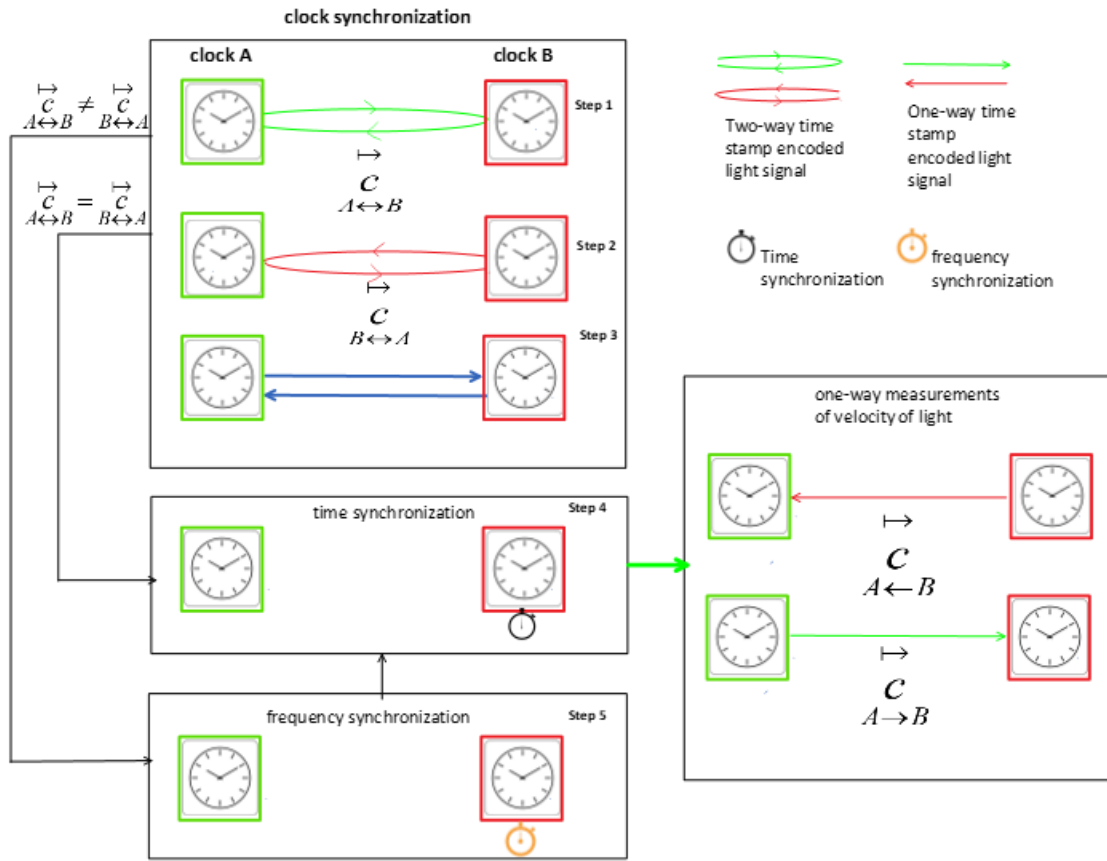 clock synchronization
clock A
clock B
Step 1
c ≠ c
A↔B B↔A
↦
c
A↔B
c = c
A↔B B↔A
Step 2
↦
c
B↔A
Step 3
Two-way time
stamp encoded
light signal
One-way time
stamp
encoded light
signal
Time
synchronization
frequency
synchronization
time synchronization
Step 4
frequency synchronization
Step 5
one-way measurements
of velocity of light
↦
c
A←B
↦
c
A→B